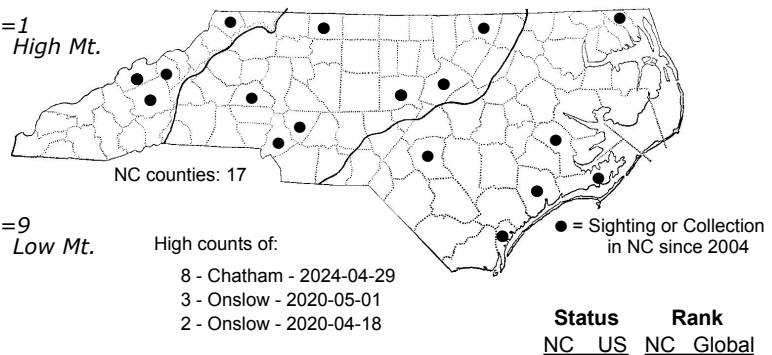 =1
High Mt.
NC counties: 17
=9
Low Mt.
High counts of:
8 - Chatham - 2024-04-29
3 - Onslow - 2020-05-01
2 - Onslow - 2020-04-18
● = Sighting or Collection
in NC since 2004
Status Rank
NC US NC Global